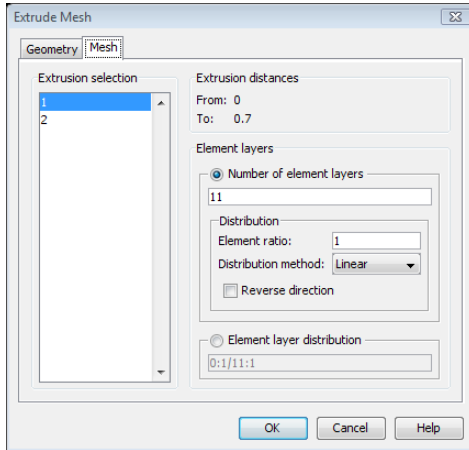 Extrude Mesh
Geometry Mesh
Extrusion selection
1
2
Extrusion distances
From: 0
To: 0.7
Element layers
Number of element layers
11
Distribution
Element ratio: 1
Distribution method: Linear
Reverse direction
Element layer distribution
0:1/11:1
OK Cancel Help